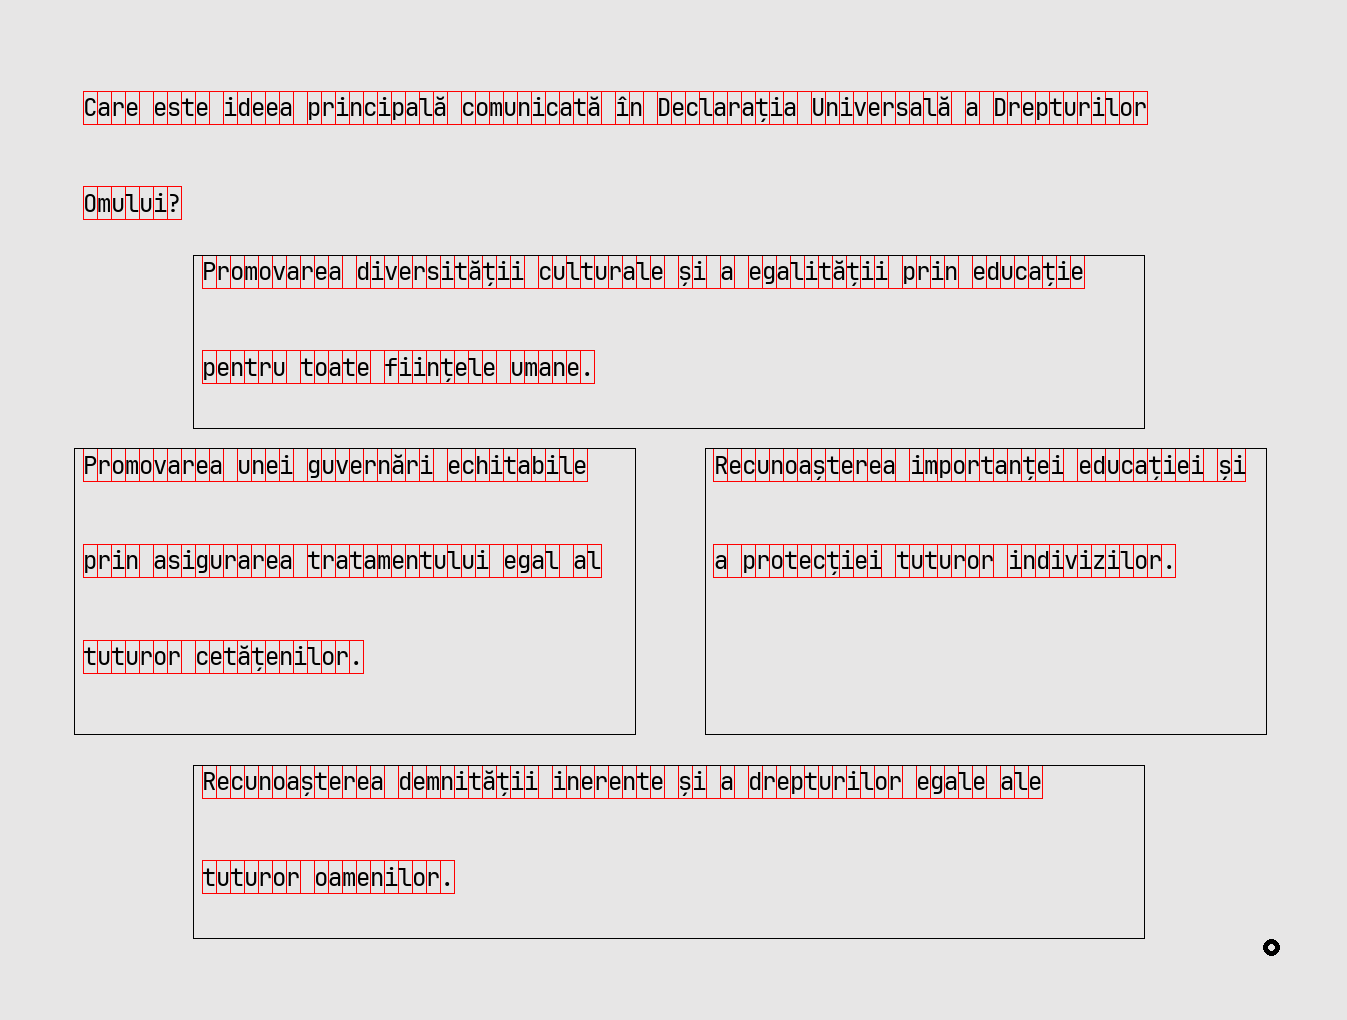 Care este ideea principală comunicată în Declarația Universală a Drepturilor
Omului?
Promovarea diversității culturale și a egalității prin educație
pentru toate ființele umane.
Promovarea unei guvernări echitabile
prin asigurarea tratamentului egal al
tuturor cetățenilor.
Recunoașterea importanței educației și
a protecției tuturor indivizilor.
Recunoașterea demnității inerente și a drepturilor egale ale
tuturor oamenilor.